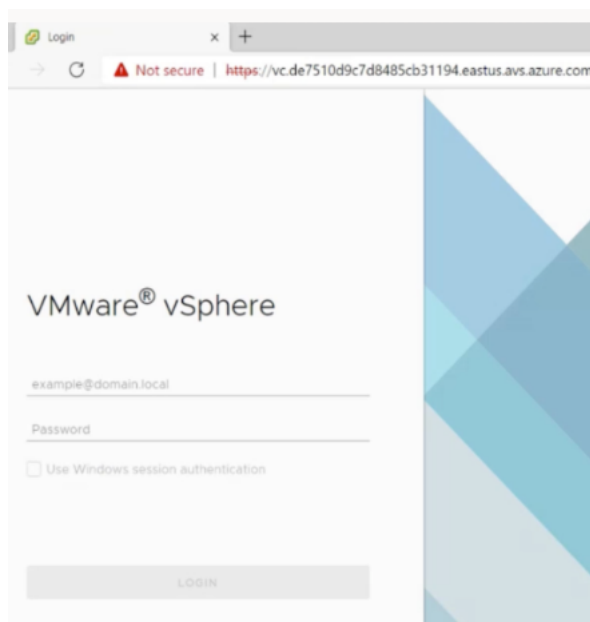 Login
Not secure | https://vc.de7510d9c7d8485cb31194.eastus.avs.azure.com
VMware® vSphere
example@domain.local
Password
Use Windows session authentication
LOGIN